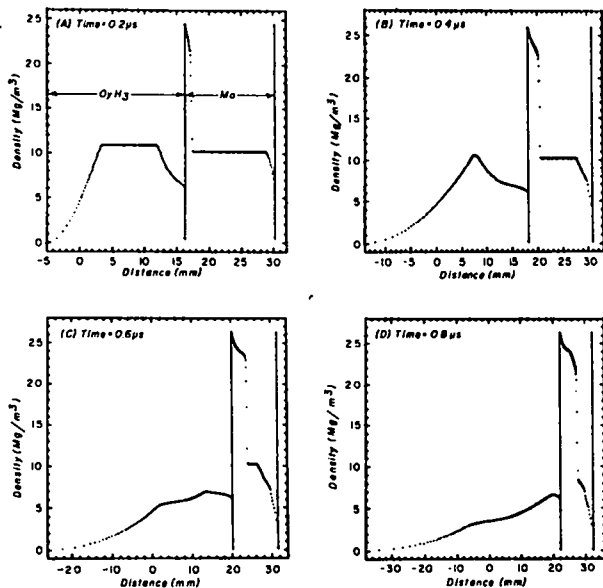 (A) Time=0.2μs
OyH3
Mo
Density (Mg/m³)
25
20
15
10
5
0
-5 0 5 10 15 20 25 30
Distance (mm)
(B) Time=0.4μs
Density (Mg/m³)
25
20
15
10
5
0
-10 -5 0 5 10 15 20 25 30
Distance (mm)
(C) Time=0.6μs
Density (Mg/m³)
25
20
15
10
5
0
-20 -10 0 10 20 30
Distance (mm)
(D) Time=0.8μs
Density (Mg/m³)
25
20
15
10
5
0
-30 -20 -10 0 10 20 30
Distance (mm)